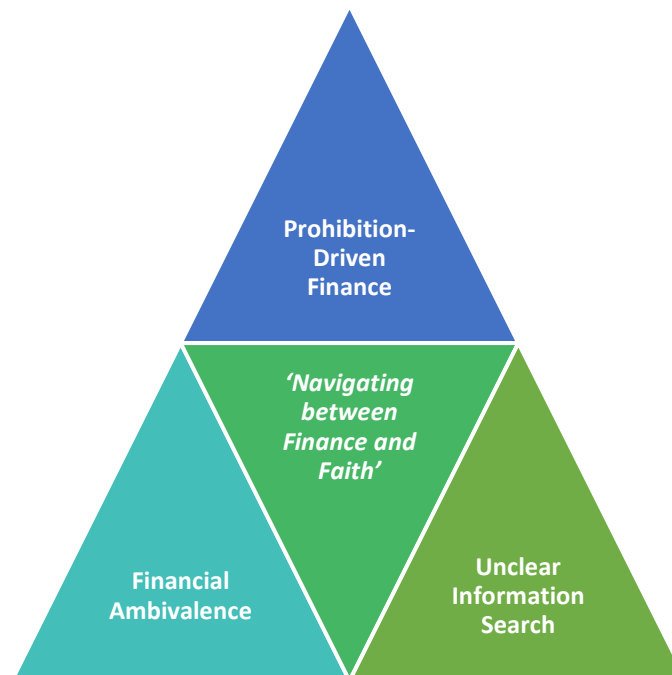 Prohibition-
Driven
Finance
‘Navigating
between
Finance and
Faith’
Financial
Ambivalence
Unclear
Information
Search